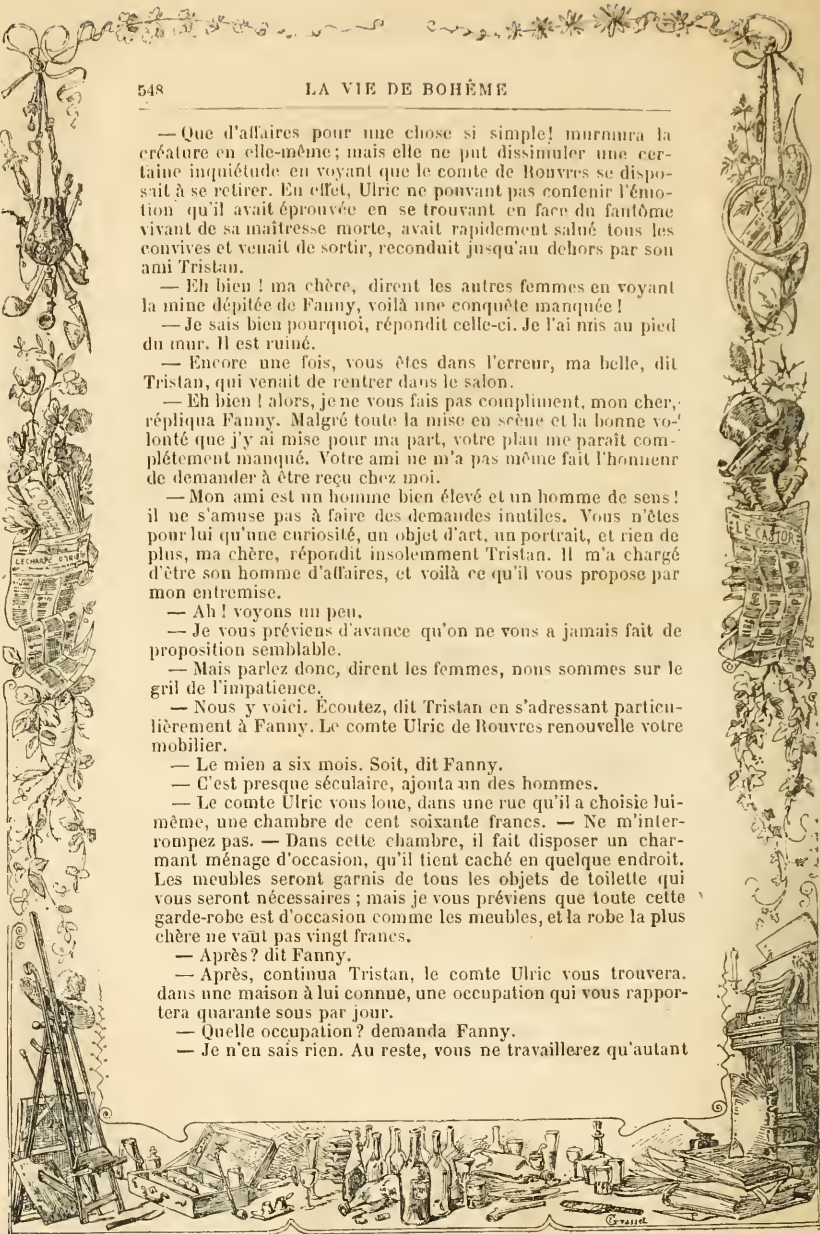 548
LA VIE DE BOHÊME
— Que d'affaires pour une chose si simple! murmura la
créature en elle-même; mais elle ne put dissimuler une cer-
taine inquiétude en voyant que le comte de Rouvres se dispo-
sait à se retirer. En effet, Ulric ne pouvant pas contenir l'émo-
tion qu'il avait éprouvée en se trouvant en face du fantôme
vivant de sa maîtresse morte, avait rapidement salué tous les
convives et venait de sortir, reconduit jusqu'au dehors par son
ami Tristan.
— Eh bien ! ma chère, dirent les autres femmes en voyant
la mine dépitée de Fanny, voilà une conquête manquée !
— Je sais bien pourquoi, répondit celle-ci. Je l'ai mis au pied
du mur. Il est ruiné.
— Encore une fois, vous êtes dans l'erreur, ma belle, dit
Tristan, qui venait de rentrer dans le salon.
— Eh bien ! alors, je ne vous fais pas compliment, mon cher,
répliqua Fanny. Malgré toute la mise en scène et la bonne vo-
lonté que j'y ai mise pour ma part, votre plan me paraît com-
plétement manqué. Votre ami ne m'a pas même fait l'honneur
de demander à être reçu chez moi.
— Mon ami est un homme bien élevé et un homme de sens !
il ne s'amuse pas à faire des demandes inutiles. Vous n'êtes
pour lui qu'une curiosité, un objet d'art, un portrait, et rien de
plus, ma chère, répondit insolemment Tristan. Il m'a chargé
d'être son homme d'affaires, et voilà ce qu'il vous propose par
mon entremise.
— Ah ! voyons un peu.
— Je vous préviens d'avance qu'on ne vous a jamais fait de
proposition semblable.
— Mais parlez donc, dirent les femmes, nous sommes sur le
gril de l'impatience.
— Nous y voici. Écoutez, dit Tristan en s'adressant particu-
lièrement à Fanny. Le comte Ulric de Rouvres renouvelle votre
mobilier.
— Le mien a six mois. Soit, dit Fanny.
— C'est presque séculaire, ajouta un des hommes.
— Le comte Ulric vous loue, dans une rue qu'il a choisie lui-
même, une chambre de cent soixante francs. — Ne m'inter-
rompez pas. — Dans cette chambre, il fait disposer un char-
mant ménage d'occasion, qu'il tient caché en quelque endroit.
Les meubles seront garnis de tous les objets de toilette qui
vous seront nécessaires ; mais je vous préviens que toute cette
garde-robe est d'occasion comme les meubles, et la robe la plus
chère ne vaut pas vingt francs.
— Après ? dit Fanny.
— Après, continua Tristan, le comte Ulric vous trouvera,
dans une maison à lui connue, une occupation qui vous rappor-
tera quarante sous par jour.
— Quelle occupation ? demanda Fanny.
— Je n'en sais rien. Au reste, vous ne travaillerez qu'autant
LE CASTOR
Grasset